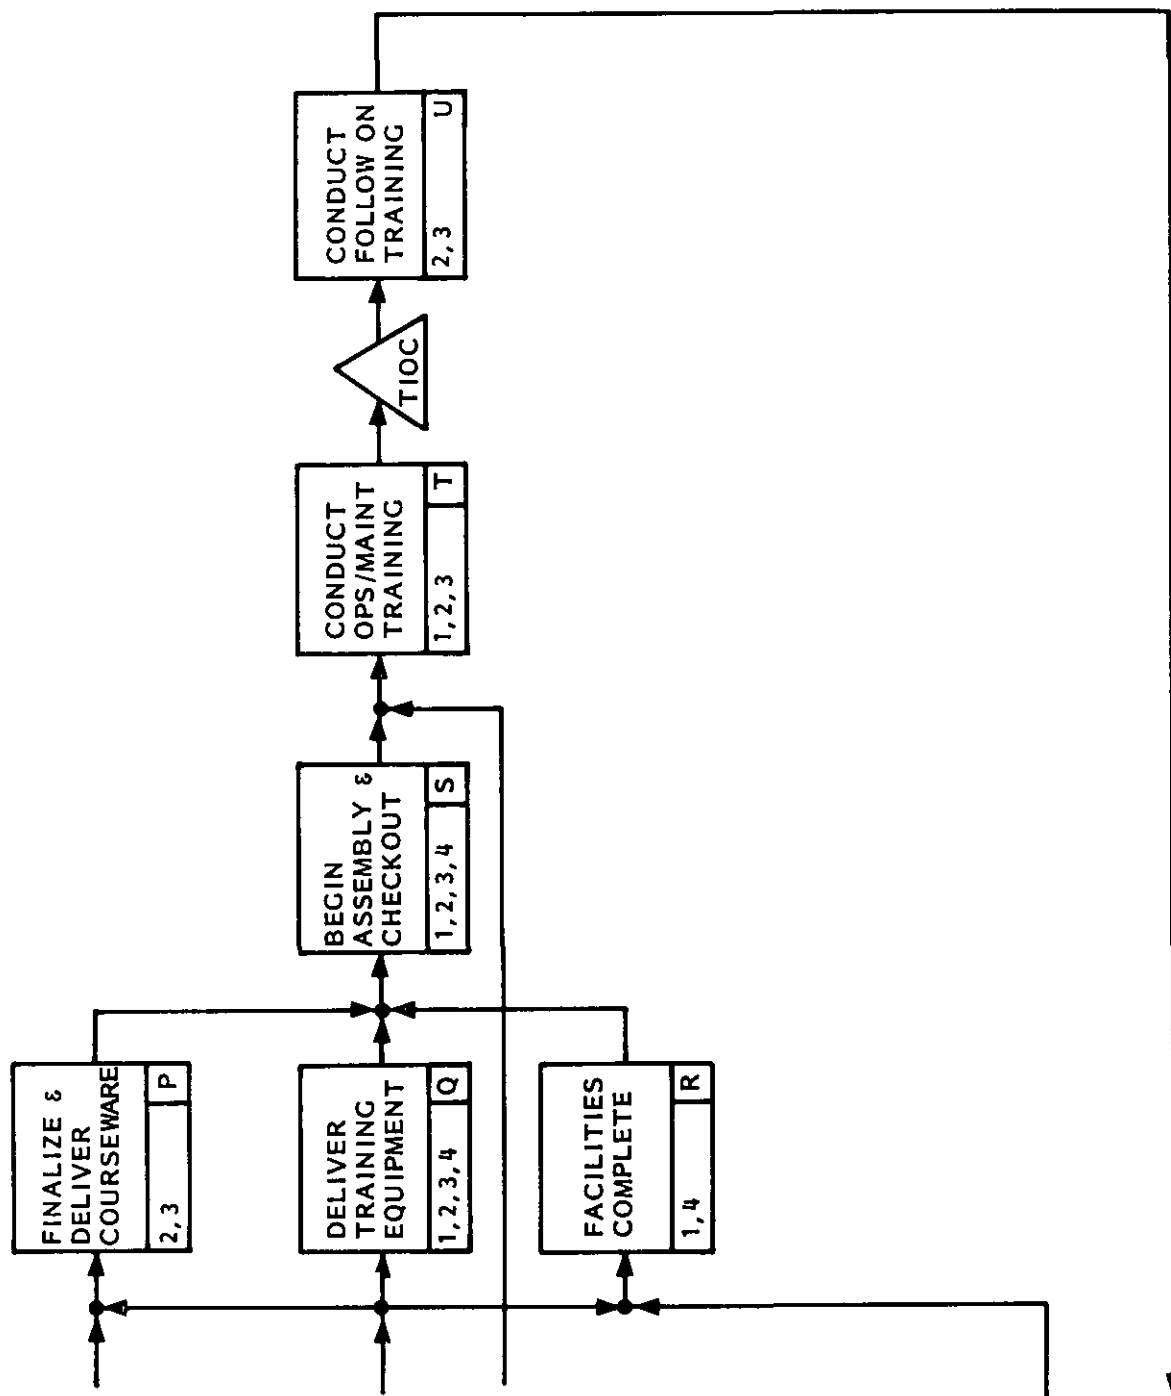 FINALIZE &
DELIVER
COURSEWARE
2, 3
P
DELIVER
TRAINING
EQUIPMENT
1, 2, 3, 4
Q
FACILITIES
COMPLETE
1, 4
R
BEGIN
ASSEMBLY &
CHECKOUT
1, 2, 3, 4
S
CONDUCT
OPS/MAINT
TRAINING
1, 2, 3
T
TIOC
CONDUCT
FOLLOW ON
TRAINING
2, 3
U